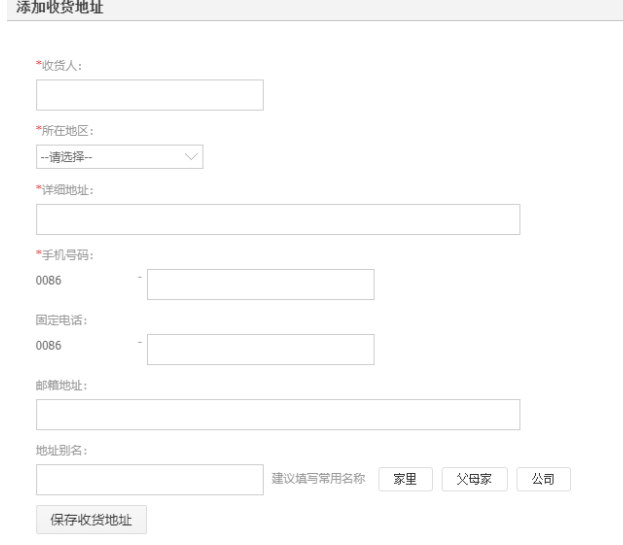 添加收货地址
*收货人:
*所在地区:
--请选择--
*详细地址:
*手机号码:
0086 -
固定电话:
0086 -
邮箱地址:
地址别名:
建议填写常用名称 家里 父母家 公司
保存收货地址